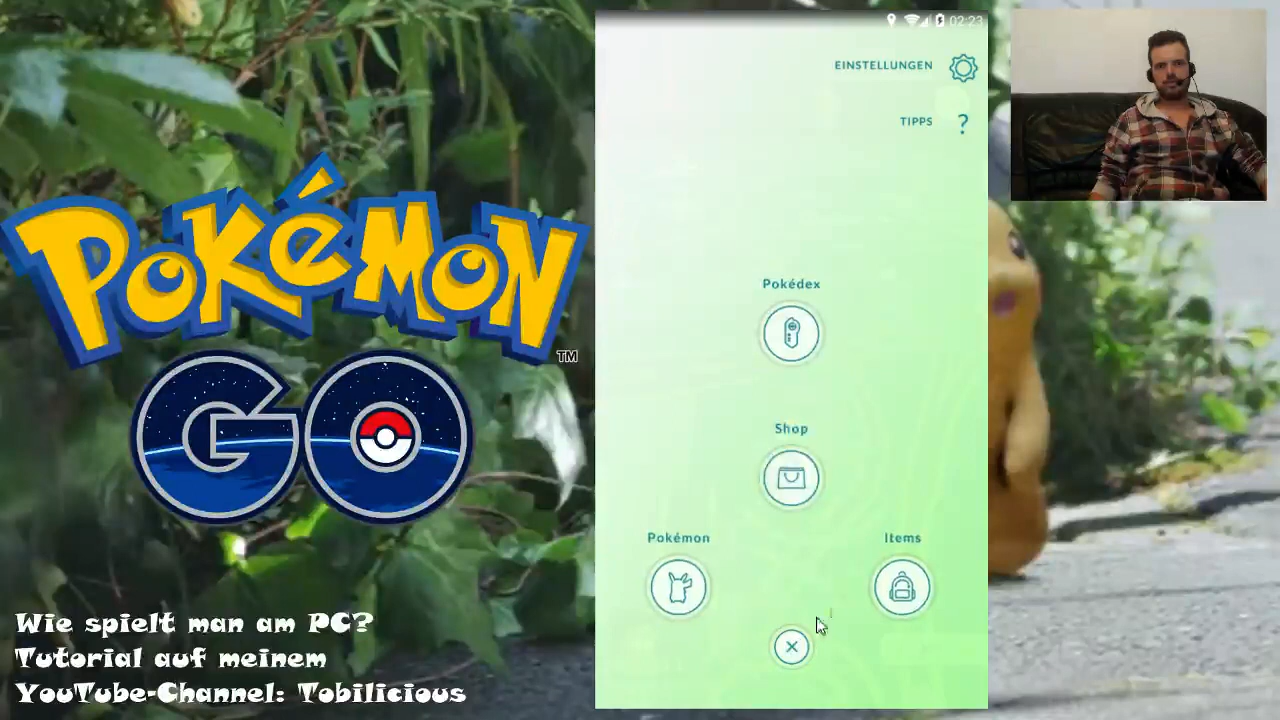 02:23
EINSTELLUNGEN
TIPPS ?
POKéMON
TM
GO
Pokédex
Shop
Pokémon
Items
Wie spielt man am PC?
Tutorial auf meinem
YouTube-Channel: Tobilicious